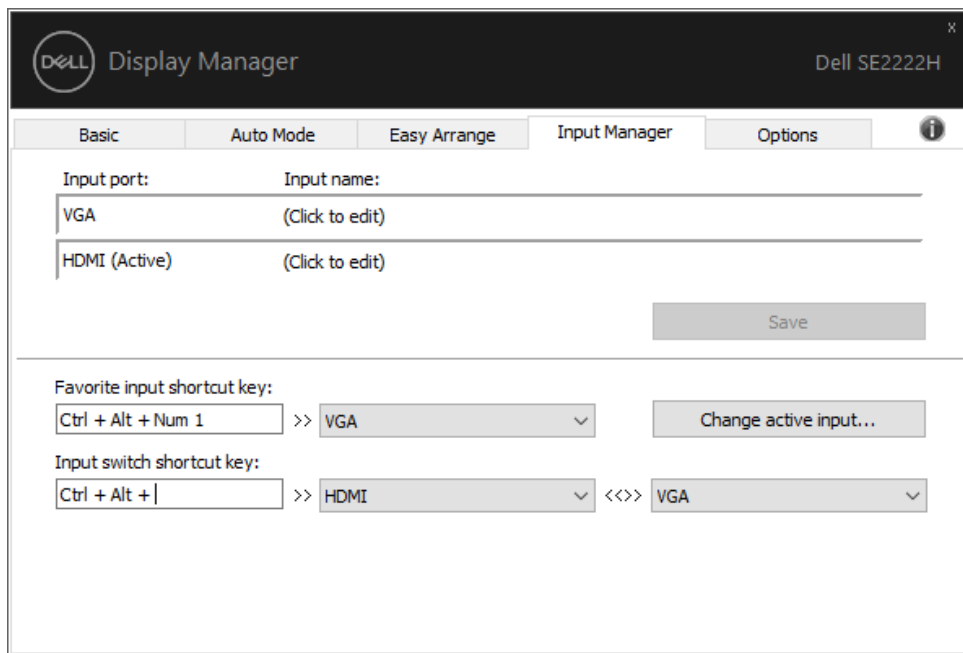 x
DELL Display Manager Dell SE2222H
Basic Auto Mode Easy Arrange Input Manager Options i
Input port: Input name:
VGA (Click to edit)
HDMI (Active) (Click to edit)
Save
Favorite input shortcut key:
Ctrl + Alt + Num 1 >> VGA Change active input...
Input switch shortcut key:
Ctrl + Alt + >> HDMI <<>> VGA